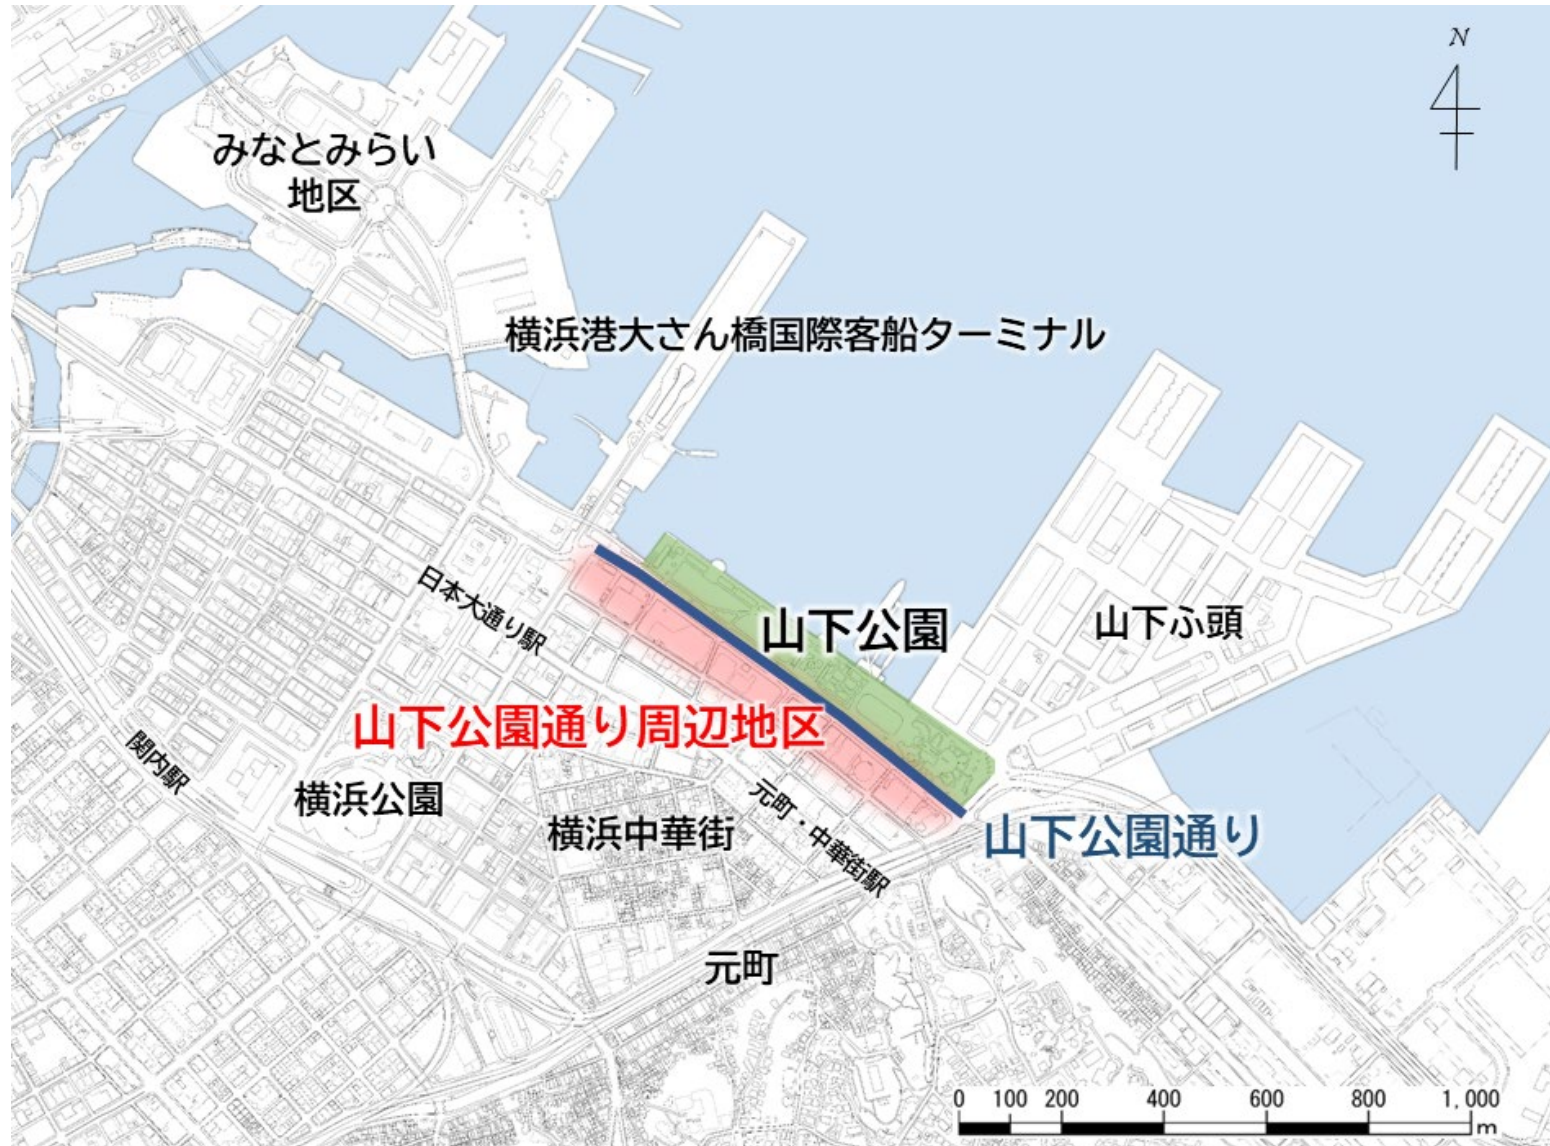 N
みなとみらい
地区
横浜港大さん橋国際客船ターミナル
日本大通り駅
山下公園
山下ふ頭
山下公園通り周辺地区
関内駅
横浜公園
横浜中華街
元町・中華街駅
山下公園通り
元町
0 100 200 400 600 800 1,000
m